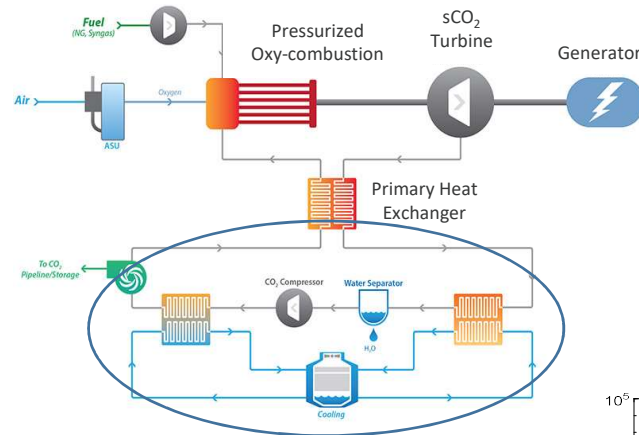 Fuel
(NG, Syngas)
Pressurized
Oxy-combustion
sCO₂
Turbine
Generator
Air
Oxygen
ASU
Primary Heat
Exchanger
To CO₂
Pipeline/Storage
CO₂ Compressor
Water Separator
H₂O
Cooling
10⁵